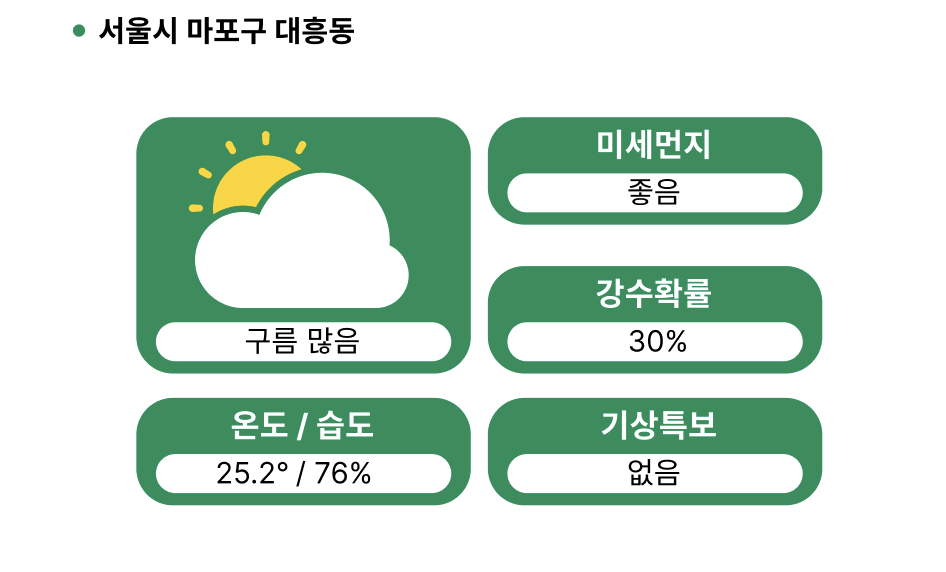 서울시 마포구 대흥동
미세먼지
좋음
강수확률
30%
구름 많음
온도 / 습도
25.2° / 76%
기상특보
없음